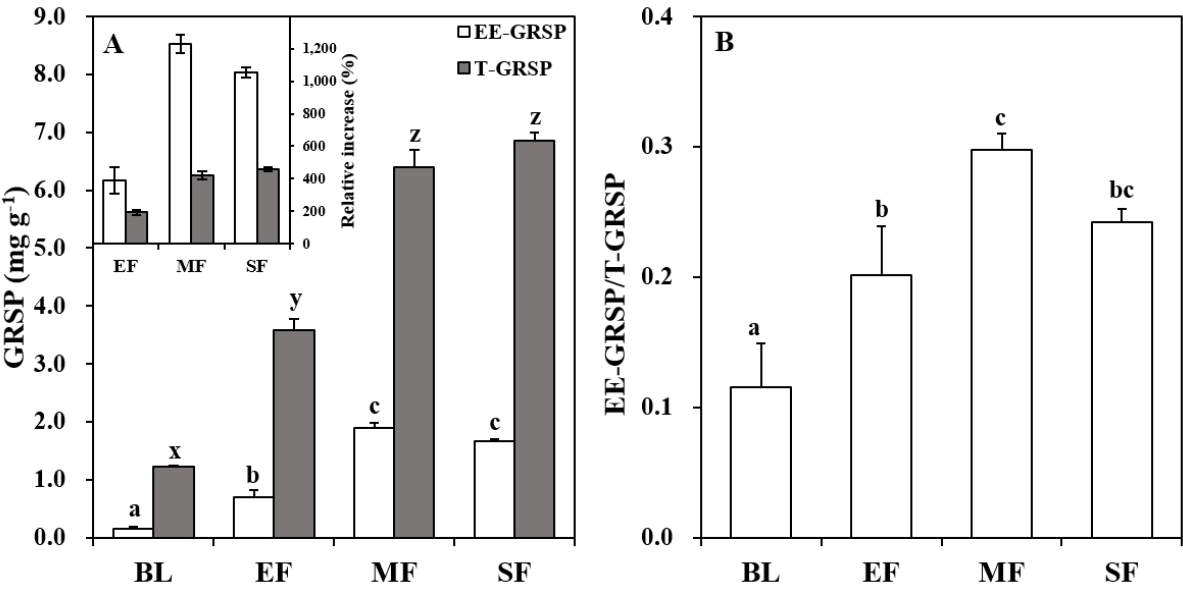 A
EE-GRSP
T-GRSP
9.0
8.0
7.0
6.0
5.0
4.0
3.0
2.0
1.0
0.0
GRSP (mg g-1)
1,200
1,000
800
600
400
200
0
Relative increase (%)
EF MF SF
a x b y c z c z
BL EF MF SF
B
0.4
0.3
0.2
0.1
0.0
EE-GRSP/T-GRSP
a b c bc
BL EF MF SF